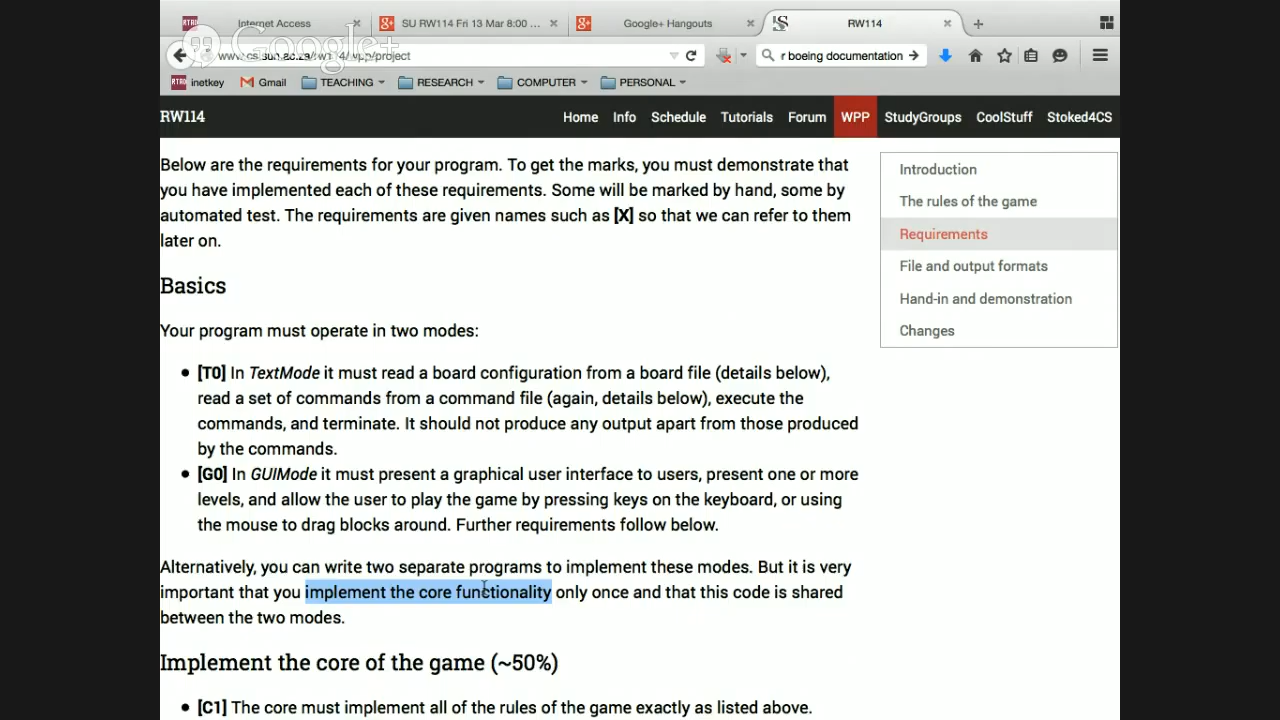 Internet Access
SU RW114 Fri 13 Mar 8:00 ...
Google+ Hangouts
RW114
Google+
/project
r boeing documentation
inetkey
Gmail
TEACHING
RESEARCH
COMPUTER
PERSONAL
RW114
Home
Info
Schedule
Tutorials
Forum
WPP
StudyGroups
CoolStuff
Stoked4CS
Below are the requirements for your program. To get the marks, you must demonstrate that
you have implemented each of these requirements. Some will be marked by hand, some by
automated test. The requirements are given names such as [X] so that we can refer to them
later on.
Basics
Your program must operate in two modes:
• [T0] In TextMode it must read a board configuration from a board file (details below),
read a set of commands from a command file (again, details below), execute the
commands, and terminate. It should not produce any output apart from those produced
by the commands.
• [G0] In GUIMode it must present a graphical user interface to users, present one or more
levels, and allow the user to play the game by pressing keys on the keyboard, or using
the mouse to drag blocks around. Further requirements follow below.
Alternatively, you can write two separate programs to implement these modes. But it is very
important that you implement the core functionality only once and that this code is shared
between the two modes.
Implement the core of the game (~50%)
• [C1] The core must implement all of the rules of the game exactly as listed above.
Introduction
The rules of the game
Requirements
File and output formats
Hand-in and demonstration
Changes